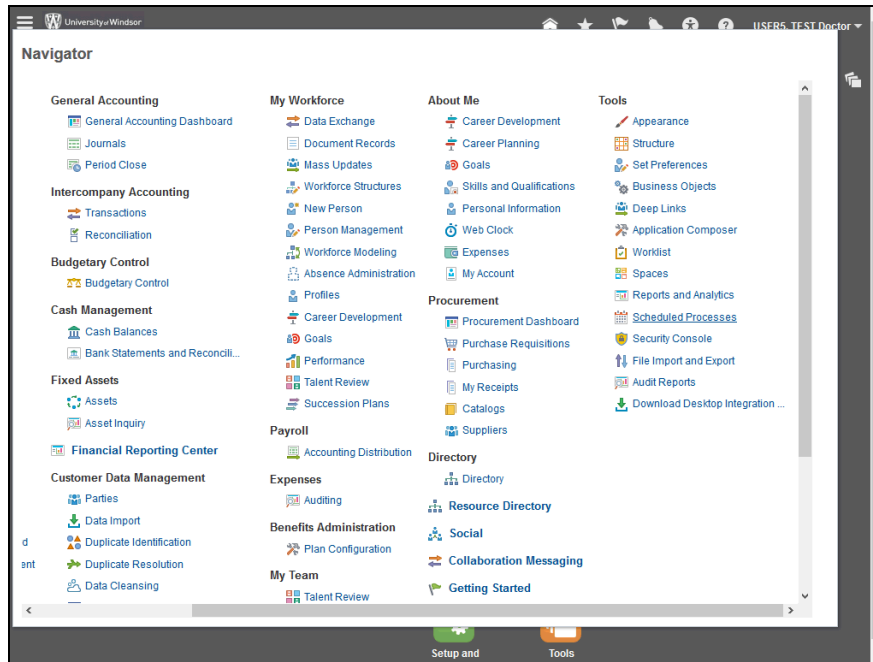 University of Windsor
USER5, TEST Doctor
Navigator
General Accounting
General Accounting Dashboard
Journals
Period Close
Intercompany Accounting
Transactions
Reconciliation
Budgetary Control
Budgetary Control
Cash Management
Cash Balances
Bank Statements and Reconcili...
Fixed Assets
Assets
Asset Inquiry
Financial Reporting Center
Customer Data Management
Parties
Data Import
Duplicate Identification
Duplicate Resolution
Data Cleansing
d
ent
My Workforce
Data Exchange
Document Records
Mass Updates
Workforce Structures
New Person
Person Management
Workforce Modeling
Absence Administration
Profiles
Career Development
Goals
Performance
Talent Review
Succession Plans
Payroll
Accounting Distribution
Expenses
Auditing
Benefits Administration
Plan Configuration
My Team
Talent Review
About Me
Career Development
Career Planning
Goals
Skills and Qualifications
Personal Information
Web Clock
Expenses
My Account
Procurement
Procurement Dashboard
Purchase Requisitions
Purchasing
My Receipts
Catalogs
Suppliers
Directory
Directory
Resource Directory
Social
Collaboration Messaging
Getting Started
Tools
Appearance
Structure
Set Preferences
Business Objects
Deep Links
Application Composer
Worklist
Spaces
Reports and Analytics
Scheduled Processes
Security Console
File Import and Export
Audit Reports
Download Desktop Integration ...
Setup and
Tools